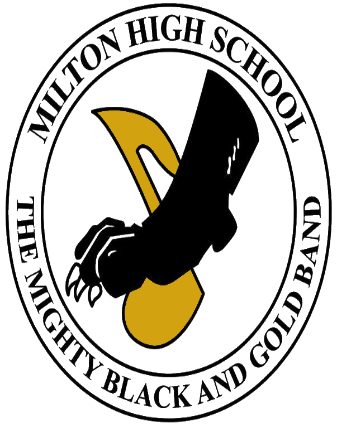 MILTON HIGH SCHOOL
THE MIGHTY BLACK AND GOLD BAND